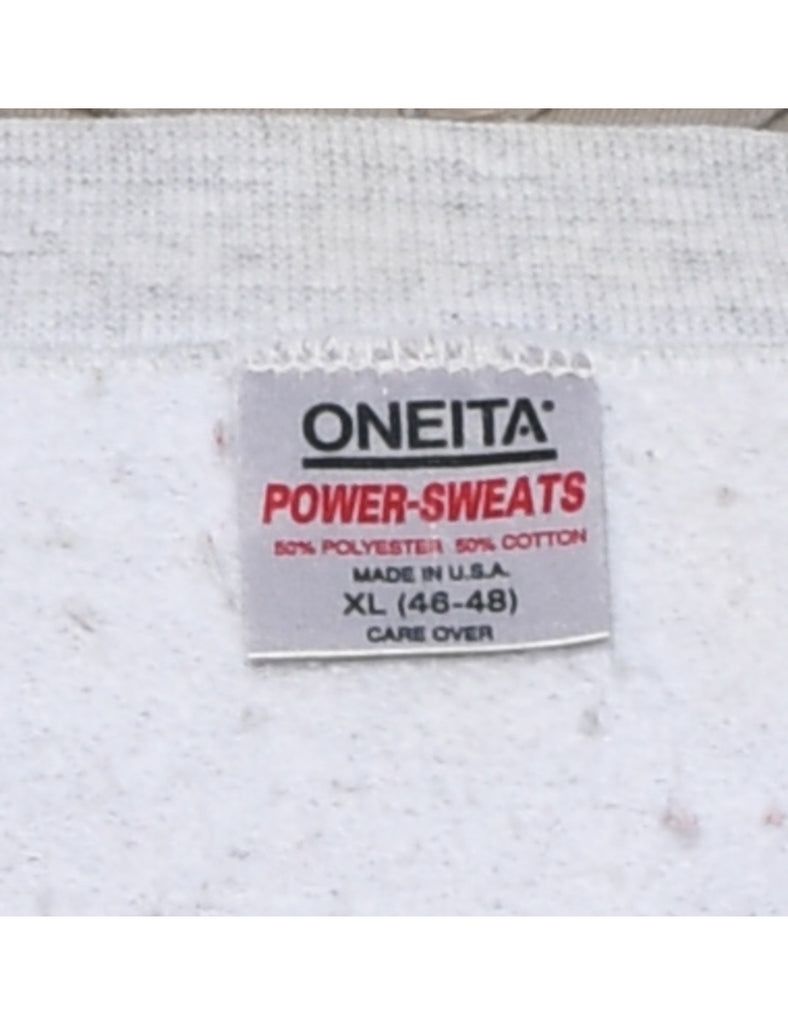 ONEITA
POWER-SWEATS
50% POLYESTER 50% COTTON
MADE IN U.S.A.
XL (46-48)
CARE OVER